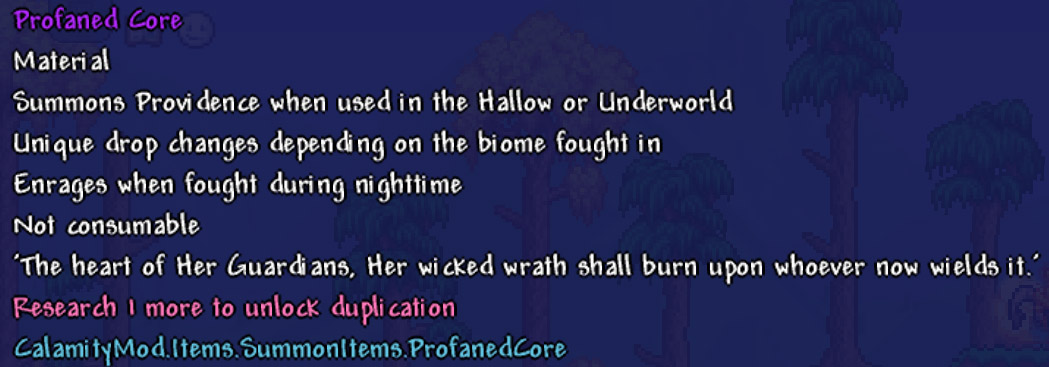 Profaned Core
Material
Summons Providence when used in the Hallow or Underworld
Unique drop changes depending on the biome fought in
Enrages when fought during nighttime
Not consumable
'The heart of Her Guardians, Her wicked wrath shall burn upon whoever now wields it.'
Research 1 more to unlock duplication
CalamityMod.Items.SummonItems.ProfanedCore